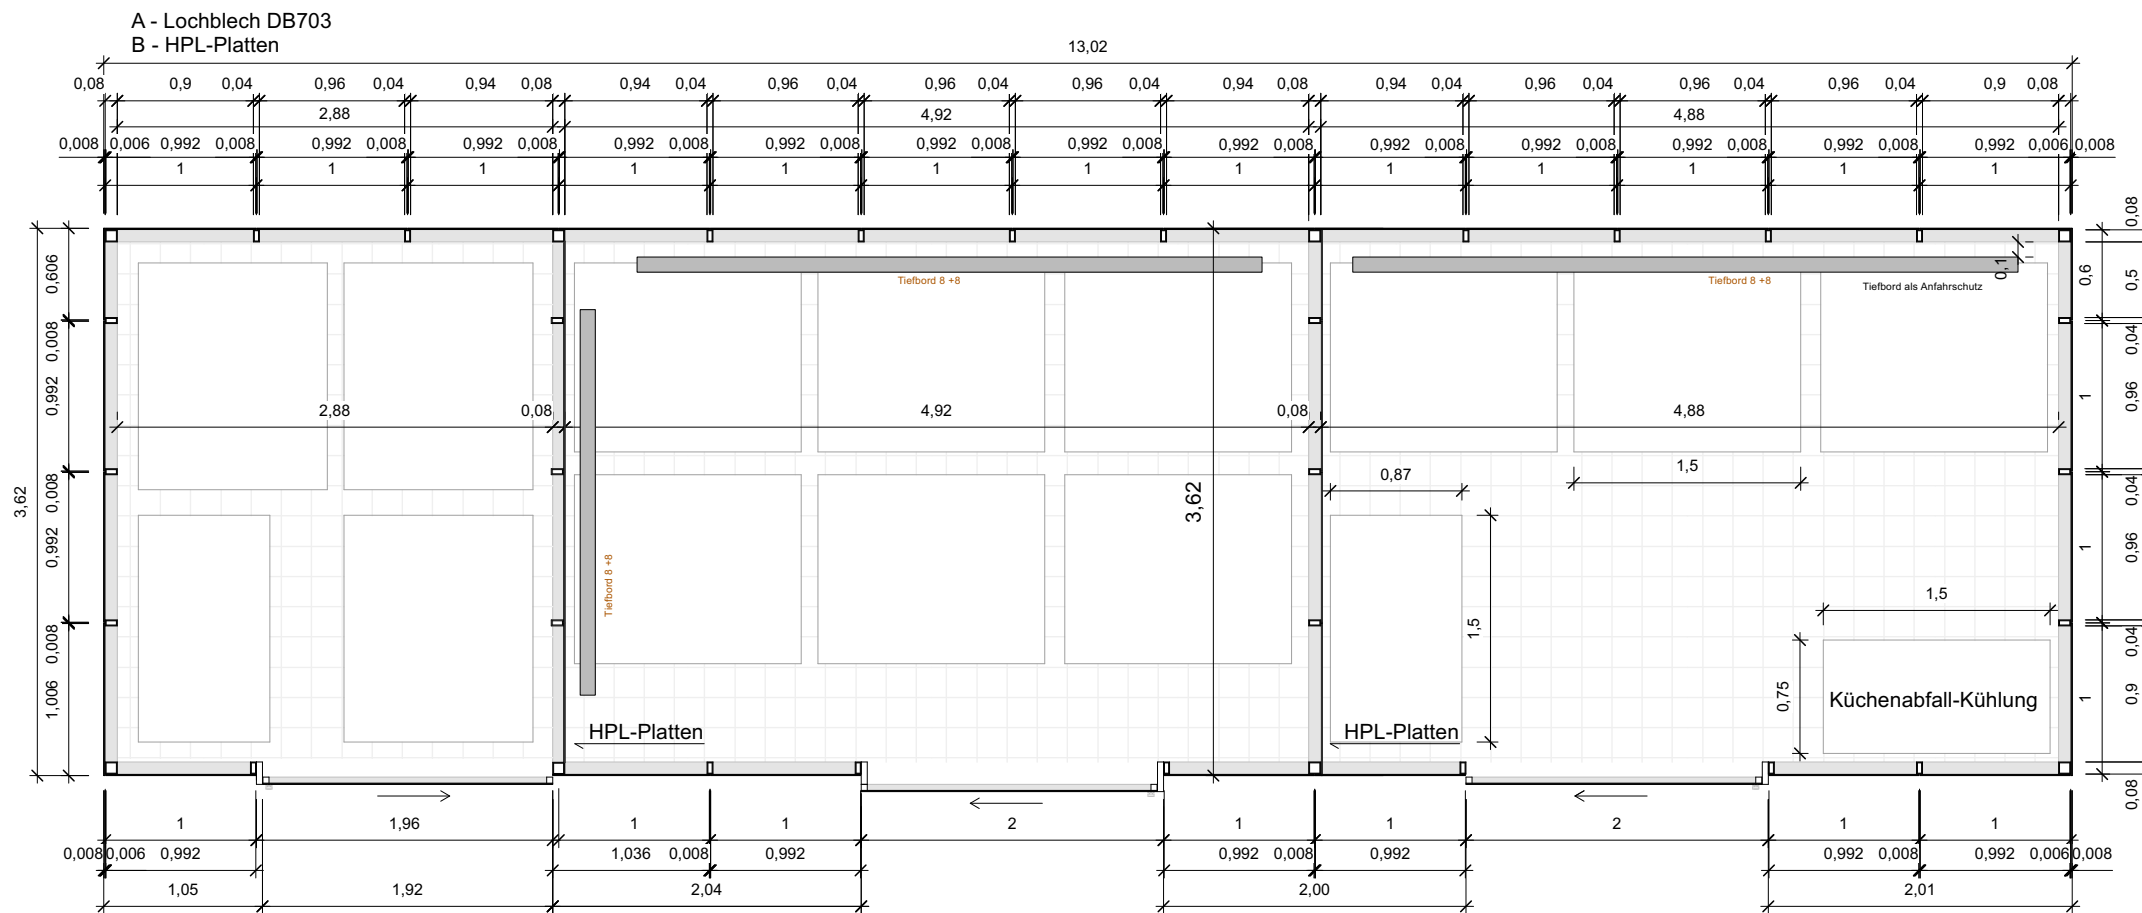 A - Lochblech DB703
B - HPL-Platten
13,02
0,08 0,9 0,04 0,96 0,04 0,94 0,08 0,94 0,04 0,96 0,04 0,96 0,04 0,96 0,04 0,94 0,08 0,94 0,04 0,96 0,04 0,96 0,04 0,96 0,04 0,9 0,08
2,88 4,92 4,88
0,008 0,006 0,992 0,008 0,992 0,008 0,992 0,008 0,992 0,008 0,992 0,008 0,992 0,008 0,992 0,008 0,992 0,008 0,992 0,008 0,992 0,008 0,992 0,008 0,992 0,008 0,992 0,006 0,008
1 1 1 1 1 1 1 1 1 1 1 1 1
3,62
0,606
0,008
0,992
0,008
0,992
0,008
1,006
Tiefbord 8 +8
Tiefbord 8 +8
Tiefbord als Anfahrschutz
0,1
2,88 0,08 4,92 0,08 4,88
Tiefbord 8 +8
3,62
0,87
1,5
1,5
1,5
0,75
Küchenabfall-Kühlung
HPL-Platten
HPL-Platten
0,6
1
1
1
0,08
0,5
0,04
0,96
0,04
0,96
0,04
0,9
0,08
1 1,96 1 1 2 1 1 2 1 1
0,008 0,006 0,992 1,036 0,008 0,992 0,992 0,008 0,992 0,992 0,008 0,992 0,006 0,008
1,05 1,92 2,04 2,00 2,01